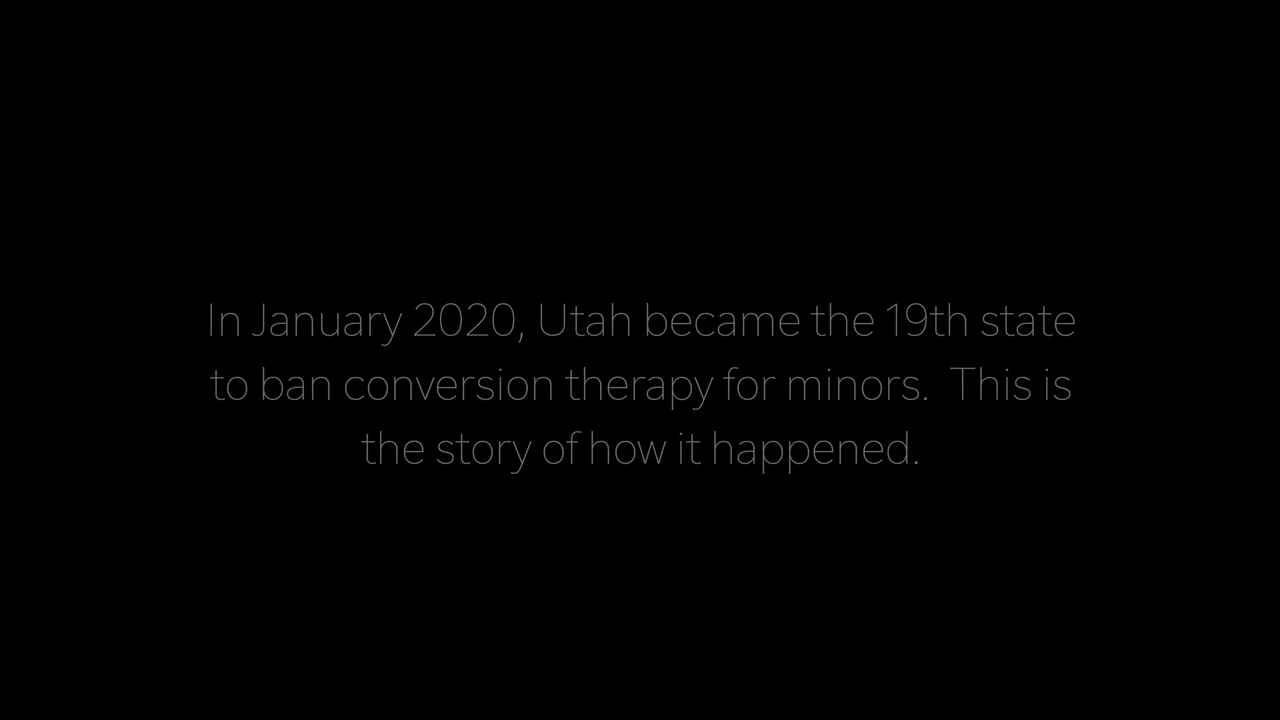 In January 2020, Utah became the 19th state
to ban conversion therapy for minors.  This is
the story of how it happened.